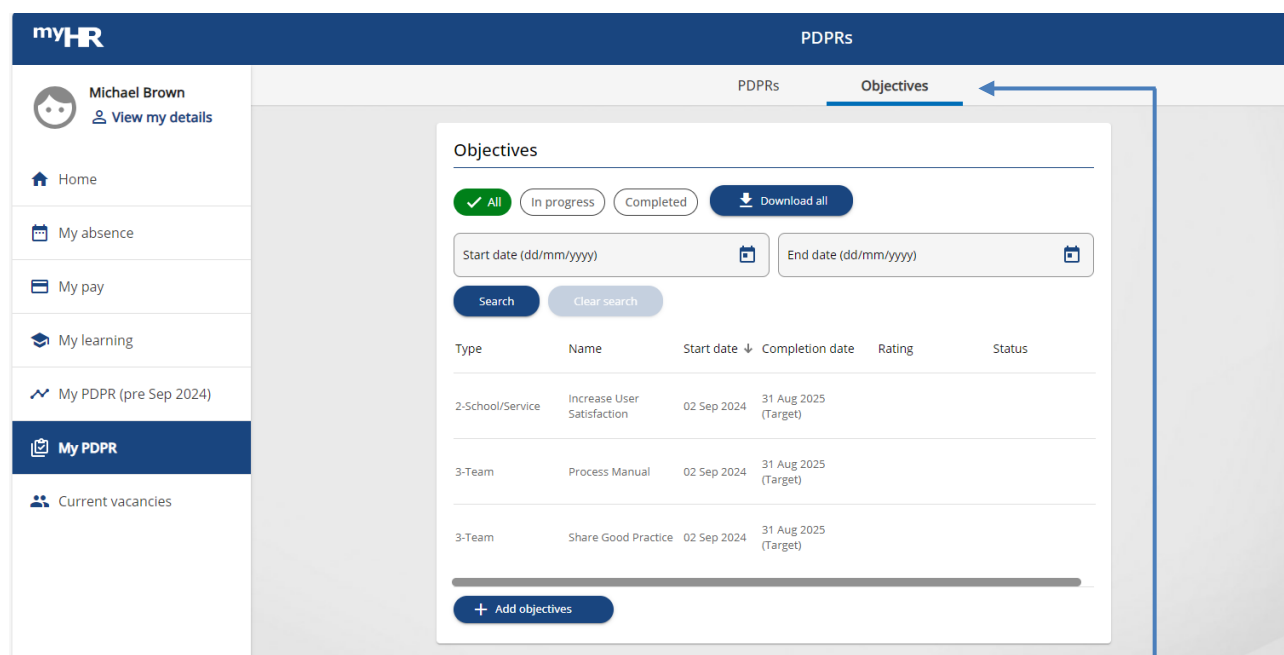 myHR
PDPRs
Michael Brown
View my details
PDPRs Objectives
Home
My absence
My pay
My learning
My PDPR (pre Sep 2024)
My PDPR
Current vacancies
Objectives
All In progress Completed Download all
Start date (dd/mm/yyyy) End date (dd/mm/yyyy)
Search Clear search
Type Name Start date Completion date Rating Status
2-School/Service Increase User Satisfaction 02 Sep 2024 31 Aug 2025 (Target)
3-Team Process Manual 02 Sep 2024 31 Aug 2025 (Target)
3-Team Share Good Practice 02 Sep 2024 31 Aug 2025 (Target)
Add objectives